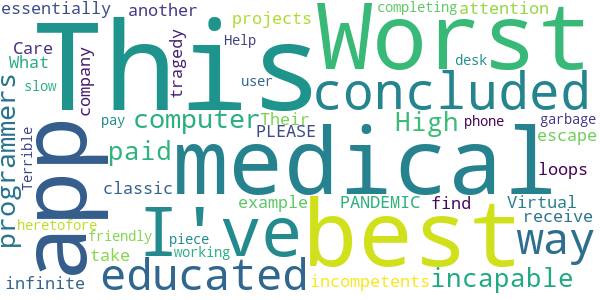 essentially another
completing attention
projects
Care
What
slow
company
tragedy
Help
user
This
Worst
desk
pay
computer
Their
concluded
programmers
Terrible
app
paid
PLEASE
High
phone
garbage
escape
medical
loops
classic
I've
example
PANDEMIC
find
Virtual
receive
heretofore
friendly
take
piece
working
best
way
infinite
educated
incompetents
incapable